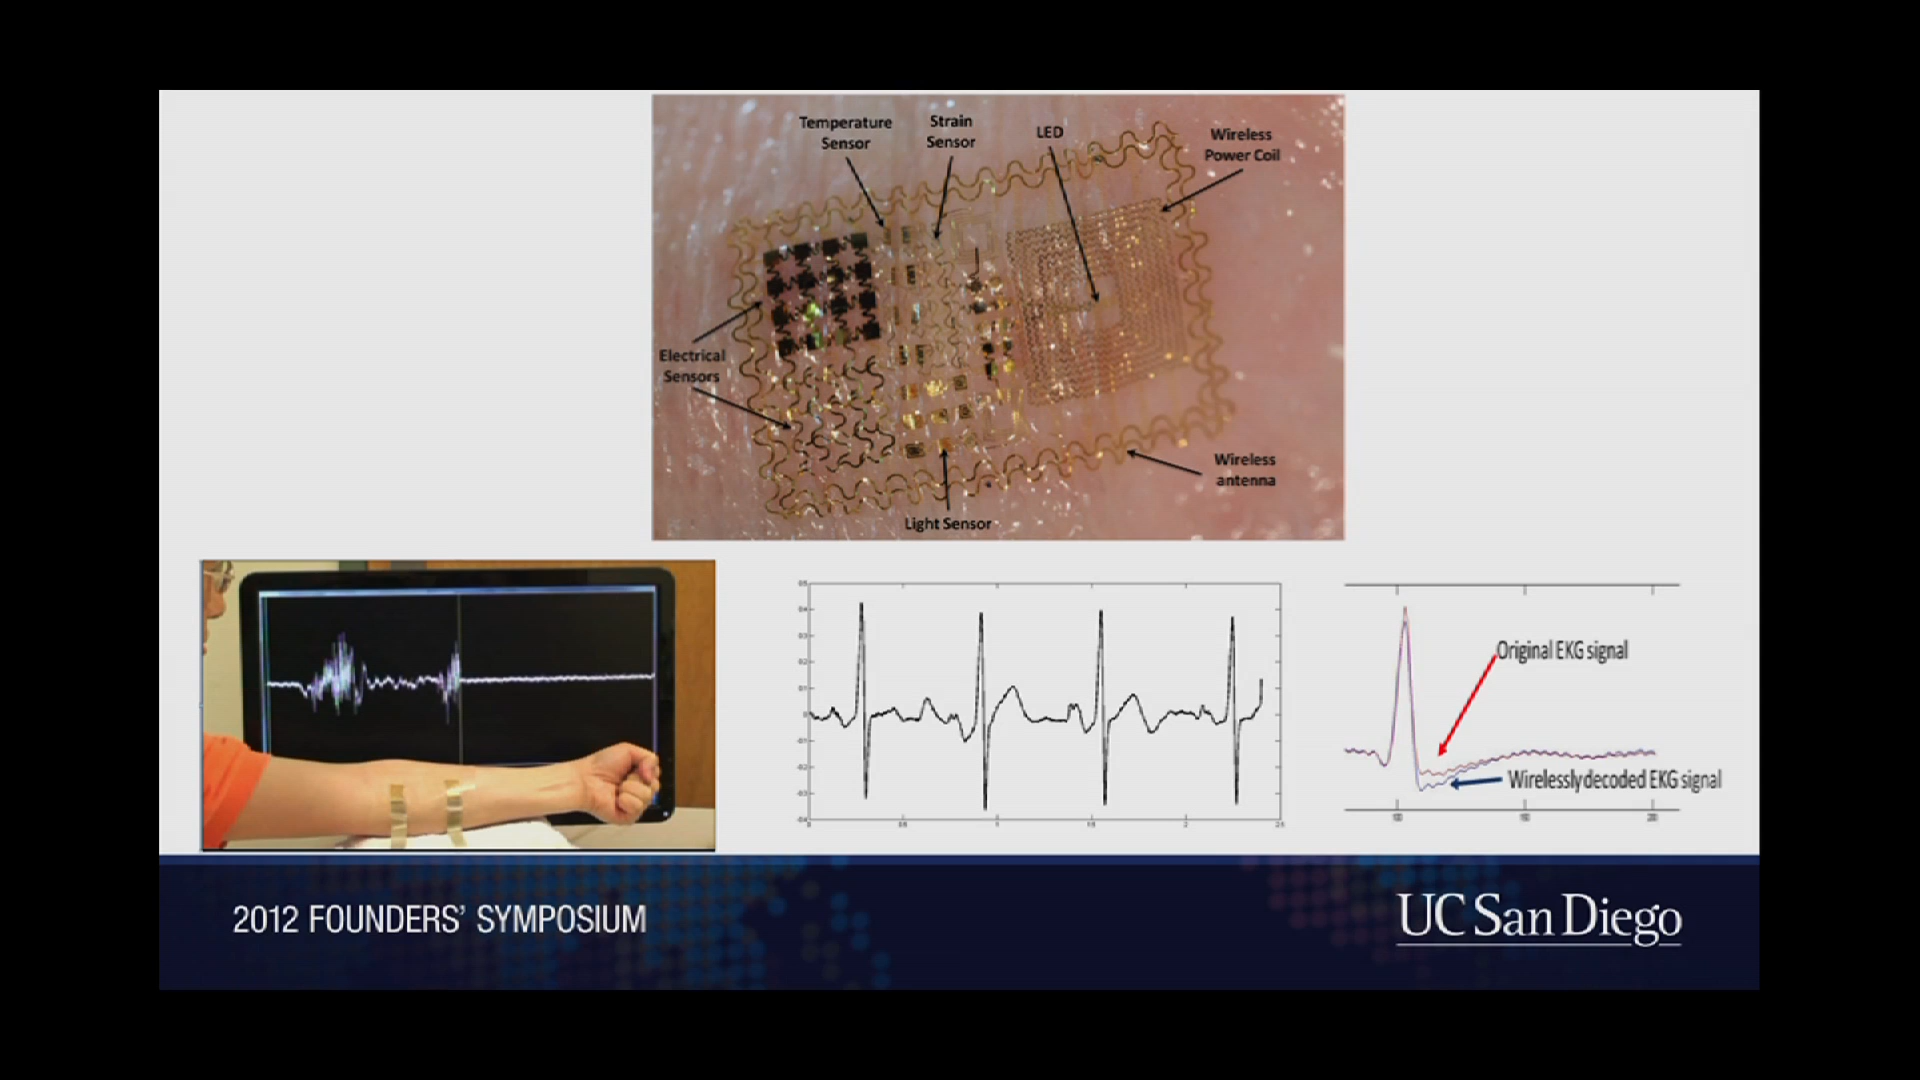 Temperature
Sensor
Strain
Sensor
LED
Wireless
Power Coil
Electrical
Sensors
Wireless
antenna
Light Sensor
Original EKG signal
Wirelessly decoded EKG signal
2012 FOUNDERS' SYMPOSIUM
UC San Diego